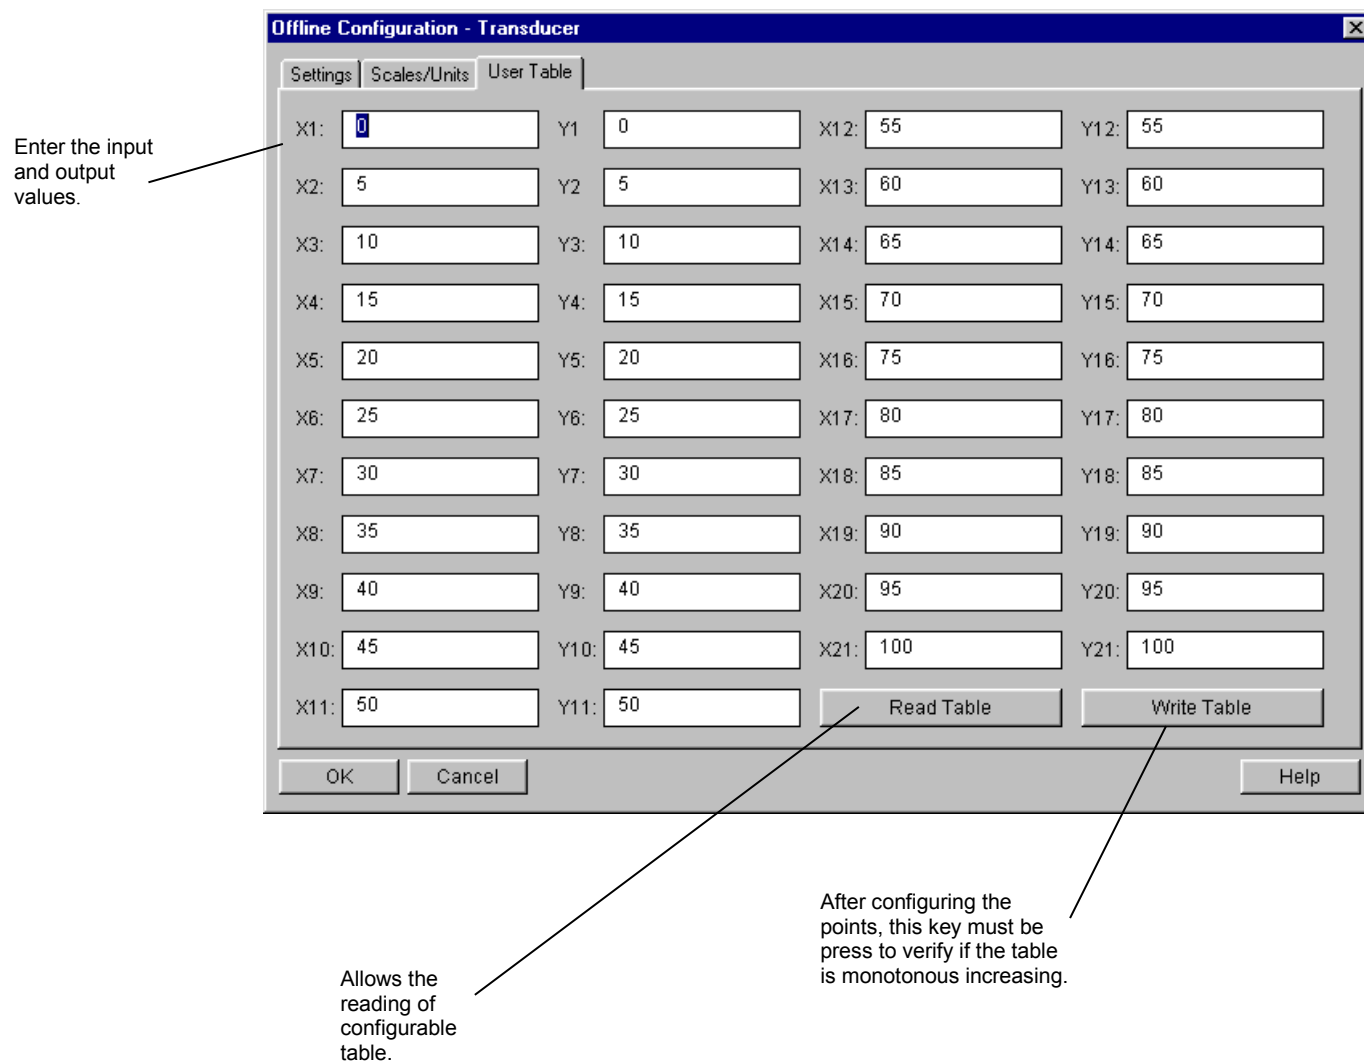 Offline Configuration - Transducer
Settings Scales/Units User Table
Enter the input
and output
values.
X1: 0 Y1 0 X12: 55 Y12: 55
X2: 5 Y2 5 X13: 60 Y13: 60
X3: 10 Y3: 10 X14: 65 Y14: 65
X4: 15 Y4: 15 X15: 70 Y15: 70
X5: 20 Y5: 20 X16: 75 Y16: 75
X6: 25 Y6: 25 X17: 80 Y17: 80
X7: 30 Y7: 30 X18: 85 Y18: 85
X8: 35 Y8: 35 X19: 90 Y19: 90
X9: 40 Y9: 40 X20: 95 Y20: 95
X10: 45 Y10: 45 X21: 100 Y21: 100
X11: 50 Y11: 50 Read Table Write Table
OK Cancel Help
After configuring the
points, this key must be
press to verify if the table
is monotonous increasing.
Allows the
reading of
configurable
table.